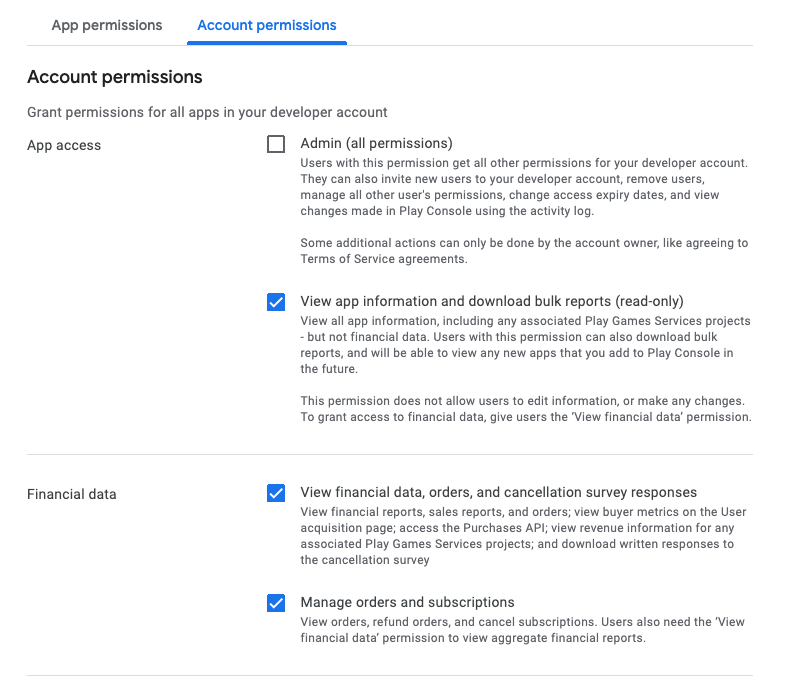 App permissions
Account permissions
Account permissions
Grant permissions for all apps in your developer account
App access
Admin (all permissions)
Users with this permission get all other permissions for your developer account.
They can also invite new users to your developer account, remove users,
manage all other user's permissions, change access expiry dates, and view
changes made in Play Console using the activity log.
Some additional actions can only be done by the account owner, like agreeing to
Terms of Service agreements.
View app information and download bulk reports (read-only)
View all app information, including any associated Play Games Services projects
- but not financial data. Users with this permission can also download bulk
reports, and will be able to view any new apps that you add to Play Console in
the future.
This permission does not allow users to edit information, or make any changes.
To grant access to financial data, give users the ‘View financial data’ permission.
Financial data
View financial data, orders, and cancellation survey responses
View financial reports, sales reports, and orders; view buyer metrics on the User
acquisition page; access the Purchases API; view revenue information for any
associated Play Games Services projects; and download written responses to
the cancellation survey
Manage orders and subscriptions
View orders, refund orders, and cancel subscriptions. Users also need the ‘View
financial data’ permission to view aggregate financial reports.